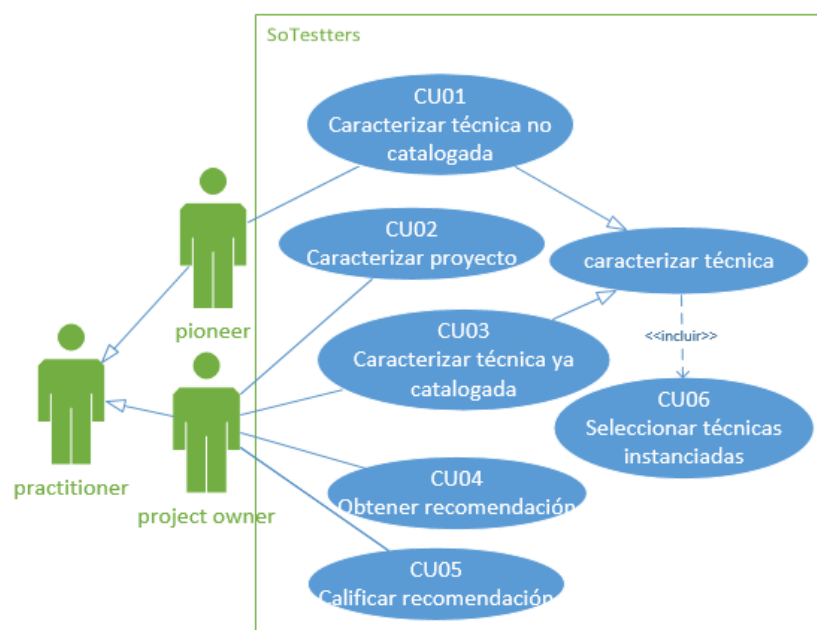 SoTestters
CU01
Caracterizar técnica no
catalogada
CU02
Caracterizar proyecto
caracterizar técnica
pioneer
CU03
Caracterizar técnica ya
catalogada
<<incluir>>
CU06
Seleccionar técnicas
instanciadas
practitioner
project owner
CU04
Obtener recomendación
CU05
Calificar recomendación